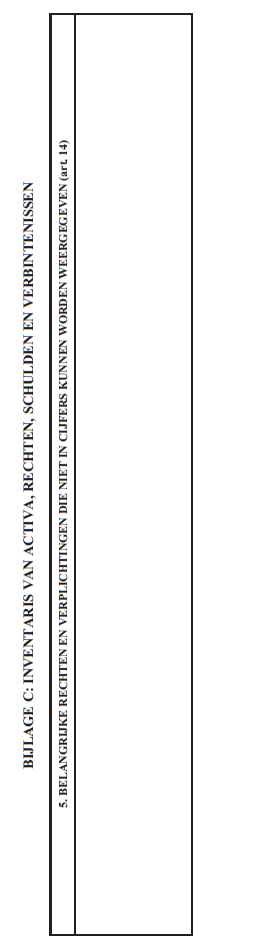 BIJLAGE C: INVENTARIS VAN ACTIVA, RECHTEN, SCHULDEN EN VERBINTENISSEN
5. BELANGRIJKE RECHTEN EN VERPLICHTINGEN DIE NIET IN CIJFERS KUNNEN WORDEN WEERGEGEVEN (art. 14)